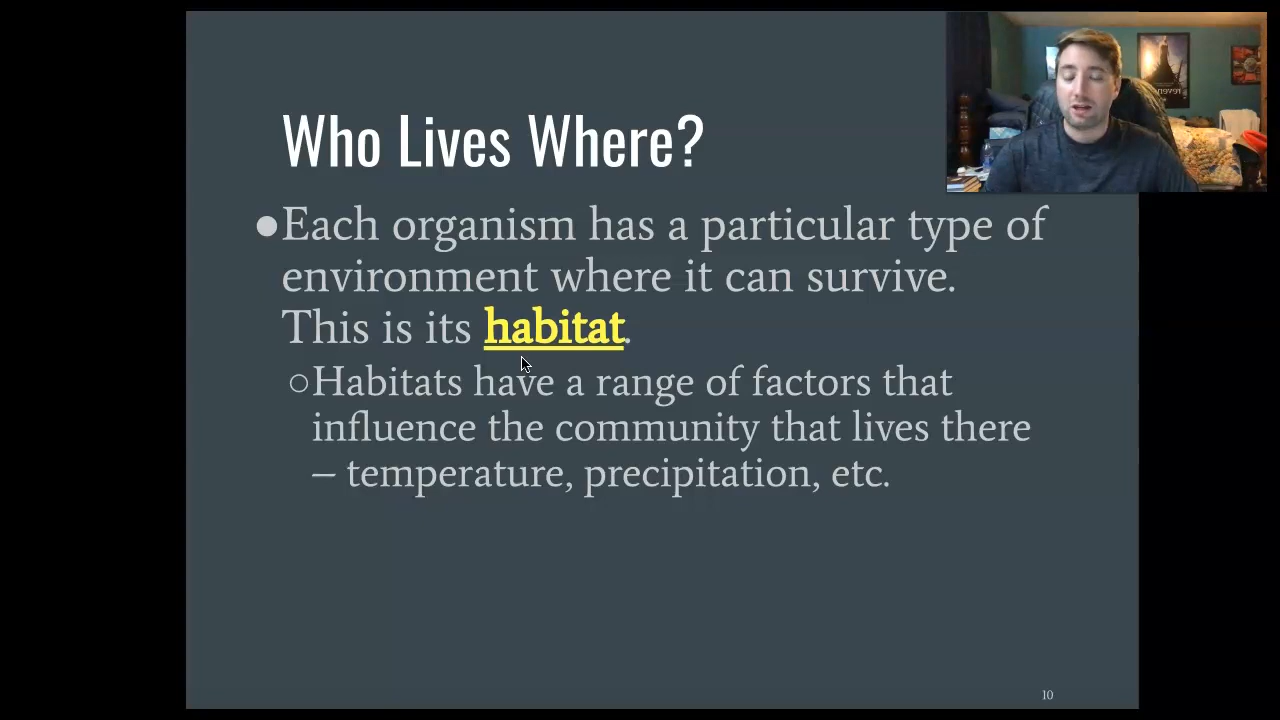 Who Lives Where?
●Each organism has a particular type of
environment where it can survive.
This is its habitat.
○Habitats have a range of factors that
influence the community that lives there
– temperature, precipitation, etc.
10